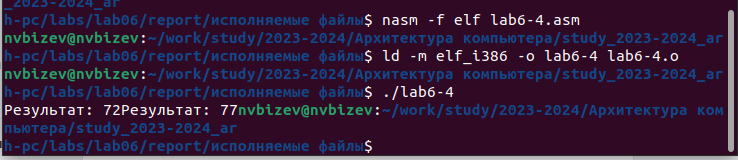 _2023-2024_ar
h-pc/labs/lab06/report/исполняемые файлы$ nasm -f elf lab6-4.asm
nvbizev@nvbizev:~/work/study/2023-2024/Архитектура компьютера/study_2023-2024_ar
h-pc/labs/lab06/report/исполняемые файлы$ ld -m elf_i386 -o lab6-4 lab6-4.o
nvbizev@nvbizev:~/work/study/2023-2024/Архитектура компьютера/study_2023-2024_ar
h-pc/labs/lab06/report/исполняемые файлы$ ./lab6-4
Результат: 72Результат: 77nvbizev@nvbizev:~/work/study/2023-2024/Архитектура ком
пьютера/study_2023-2024_ar
h-pc/labs/lab06/report/исполняемые файлы$